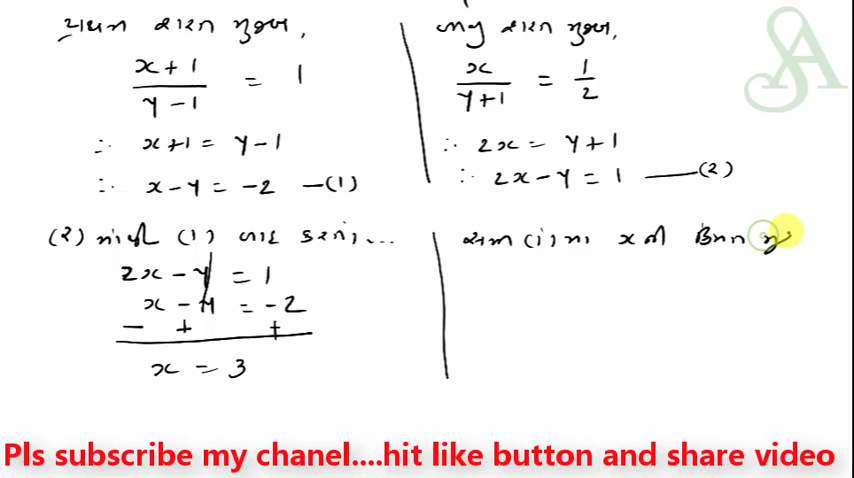 પ્રથમ શરત મુજબ,
x+1 / y-1 = 1
∴ x+1 = y-1
∴ x-y = -2 —(1)
બીજી શરત મુજબ,
x / y+1 = 1 / 2
∴ 2x = y+1
∴ 2x-y = 1 —(2)
(2) માંથી (1) બાદ કરતાં...
2x - y = 1
x - y = -2
- + +
x = 3
સમી (1) માં x ની કિંમત મુ
Pls subscribe my chanel....hit like button and share video
SA